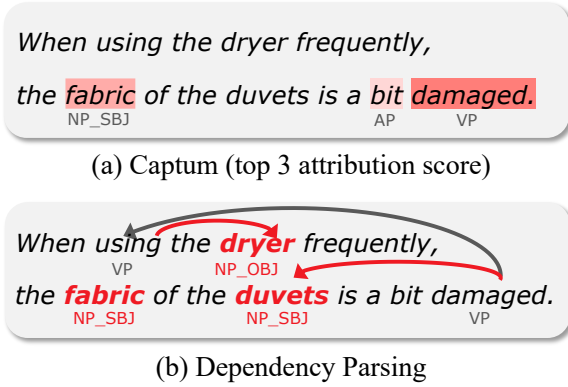 When using the dryer frequently,
the fabric of the duvets is a bit damaged.
NP_SBJ AP VP
(a) Captum (top 3 attribution score)
When using the dryer frequently,
VP NP_OBJ
the fabric of the duvets is a bit damaged.
NP_SBJ NP_SBJ VP
(b) Dependency Parsing